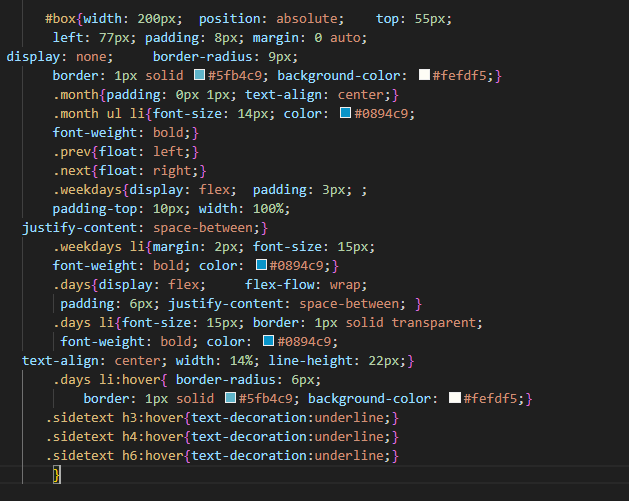 #box{width: 200px;  position: absolute;    top: 55px;
left: 77px; padding: 8px; margin: 0 auto;
display: none;     border-radius: 9px;
border: 1px solid #5fb4c9; background-color: #fefdf5;}
.month{padding: 0px 1px; text-align: center;}
.month ul li{font-size: 14px; color: #0894c9;
font-weight: bold;}
.prev{float: left;}
.next{float: right;}
.weekdays{display: flex;  padding: 3px; ;
padding-top: 10px; width: 100%;
justify-content: space-between;}
.weekdays li{margin: 2px; font-size: 15px;
font-weight: bold; color: #0894c9;}
.days{display: flex;     flex-flow: wrap;
padding: 6px; justify-content: space-between; }
.days li{font-size: 15px; border: 1px solid transparent;
font-weight: bold; color: #0894c9;
text-align: center; width: 14%; line-height: 22px;}
.days li:hover{ border-radius: 6px;
border: 1px solid #5fb4c9; background-color: #fefdf5;}
.sidetext h3:hover{text-decoration:underline;}
.sidetext h4:hover{text-decoration:underline;}
.sidetext h6:hover{text-decoration:underline;}
}